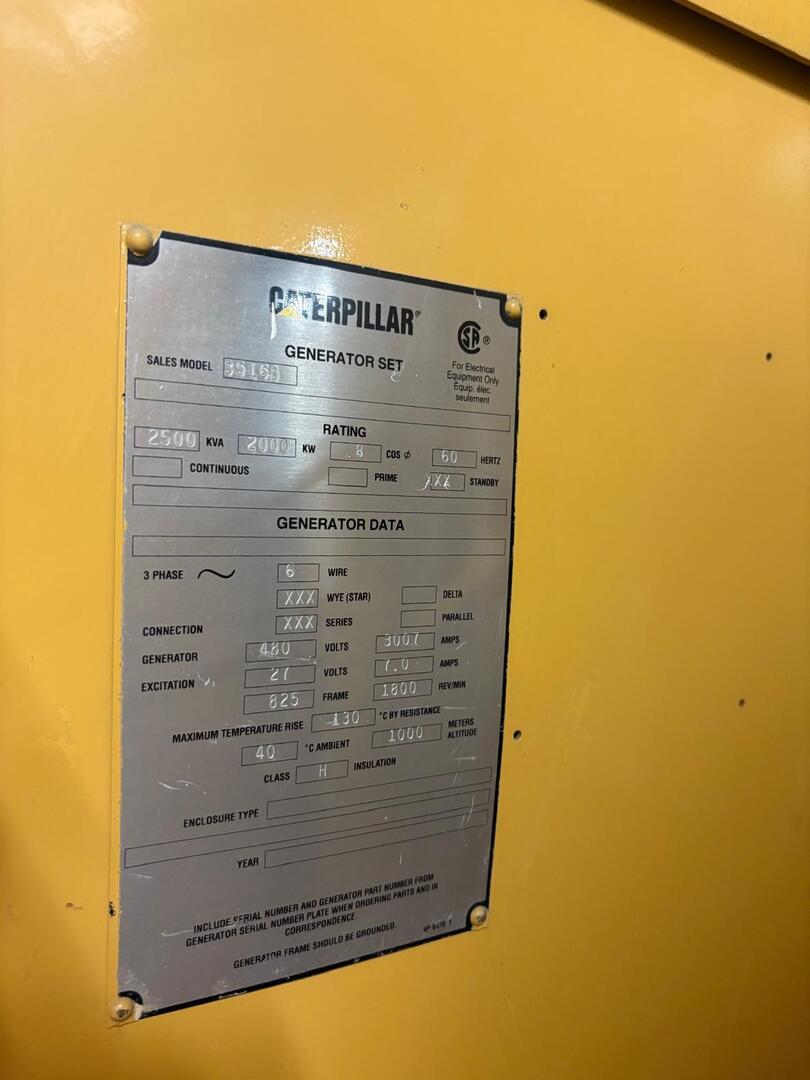 CATERPILLAR®
GENERATOR SET
SA ®
For Electrical
Equipment Only
Équip. élec.
seulement
SALES MODEL
RATING
2500 KVA 2000 KW .8 COS ϕ 60 HERTZ
CONTINUOUS PRIME XXX STANDBY
GENERATOR DATA
3 PHASE 6 WIRE
XXX WYE (STAR) DELTA
CONNECTION XXX SERIES PARALLEL
GENERATOR 480 VOLTS 3007 AMPS
EXCITATION 27 VOLTS 7.0 AMPS
825 FRAME 1800 REV/MIN
MAXIMUM TEMPERATURE RISE 130 °C BY RESISTANCE
40 °C AMBIENT 1000 METERS ALTITUDE
CLASS H INSULATION
ENCLOSURE TYPE
YEAR
INCLUDE SERIAL NUMBER AND GENERATOR PART NUMBER FROM
GENERATOR SERIAL NUMBER PLATE WHEN ORDERING PARTS AND IN
CORRESPONDENCE.
GENERATOR FRAME SHOULD BE GROUNDED.